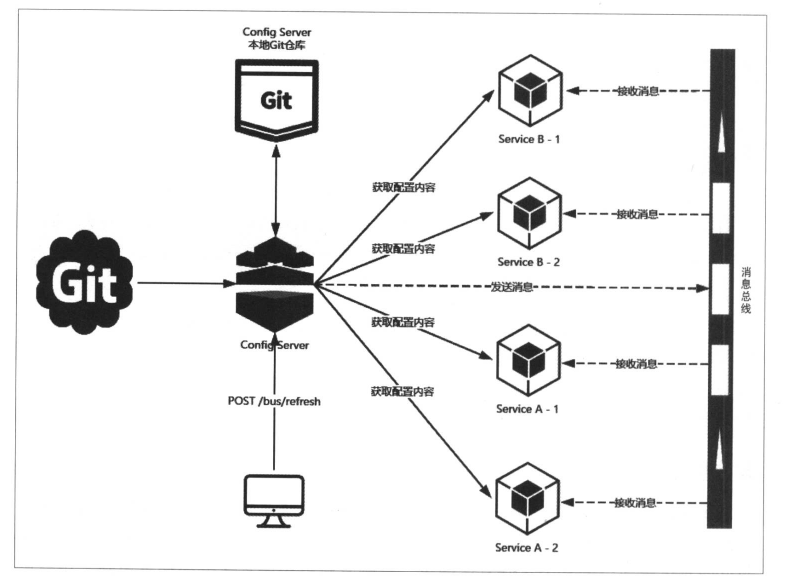 Config Server
本地Git仓库
Git
接收消息
Service B - 1
获取配置内容
接收消息
获取配置内容
Service B - 2
Git
发送消息
消息总线
获取配置内容
Config Server
接收消息
获取配置内容
POST /bus/refresh
Service A - 1
接收消息
Service A - 2